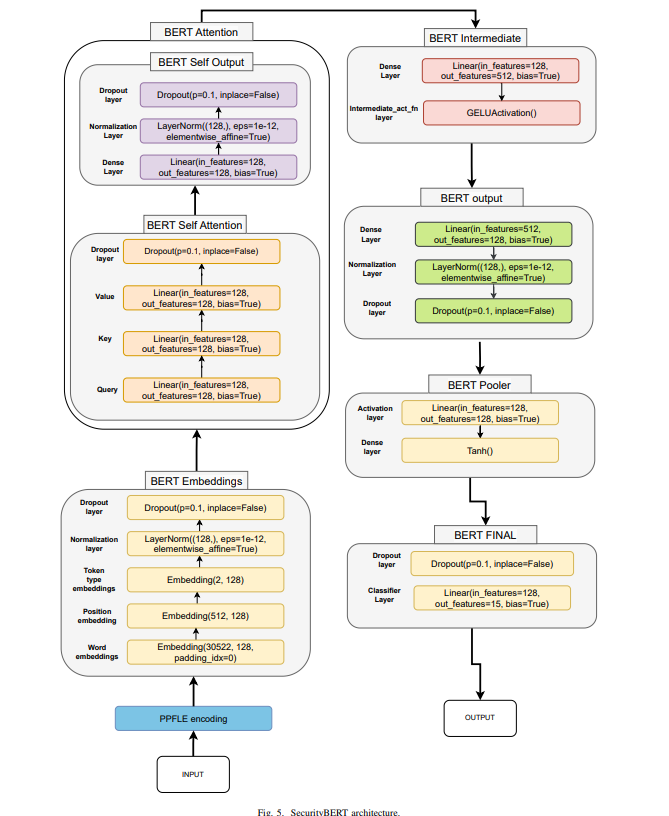 BERT Attention
BERT Self Output
Dropout
layer
Dropout(p=0.1, inplace=False)
Normalization
Layer
LayerNorm((128,), eps=1e-12,
elementwise_affine=True)
Dense
Layer
Linear(in_features=128,
out_features=128, bias=True)
BERT Self Attention
Dropout
layer
Dropout(p=0.1, inplace=False)
Value
Linear(in_features=128,
out_features=128, bias=True)
Key
Linear(in_features=128,
out_features=128, bias=True)
Query
Linear(in_features=128,
out_features=128, bias=True)
BERT Embeddings
Dropout
layer
Dropout(p=0.1, inplace=False)
Normalization
layer
LayerNorm((128,), eps=1e-12,
elementwise_affine=True)
Token
type
embeddings
Embedding(2, 128)
Position
embedding
Embedding(512, 128)
Word
embeddings
Embedding(30522, 128,
padding_idx=0)
PPFLE encoding
INPUT
BERT Intermediate
Dense
Layer
Linear(in_features=128,
out_features=512, bias=True)
Intermediate_act_fn
layer
GELUActivation()
BERT output
Dense
Layer
Linear(in_features=512,
out_features=128, bias=True)
Normalization
Layer
LayerNorm((128,), eps=1e-12,
elementwise_affine=True)
Dropout
layer
Dropout(p=0.1, inplace=False)
BERT Pooler
Activation
layer
Linear(in_features=128,
out_features=128, bias=True)
Dense
layer
Tanh()
BERT FINAL
Dropout
layer
Dropout(p=0.1, inplace=False)
Classifier
Layer
Linear(in_features=128,
out_features=15, bias=True)
OUTPUT
Fig. 5. SecurityBERT architecture.